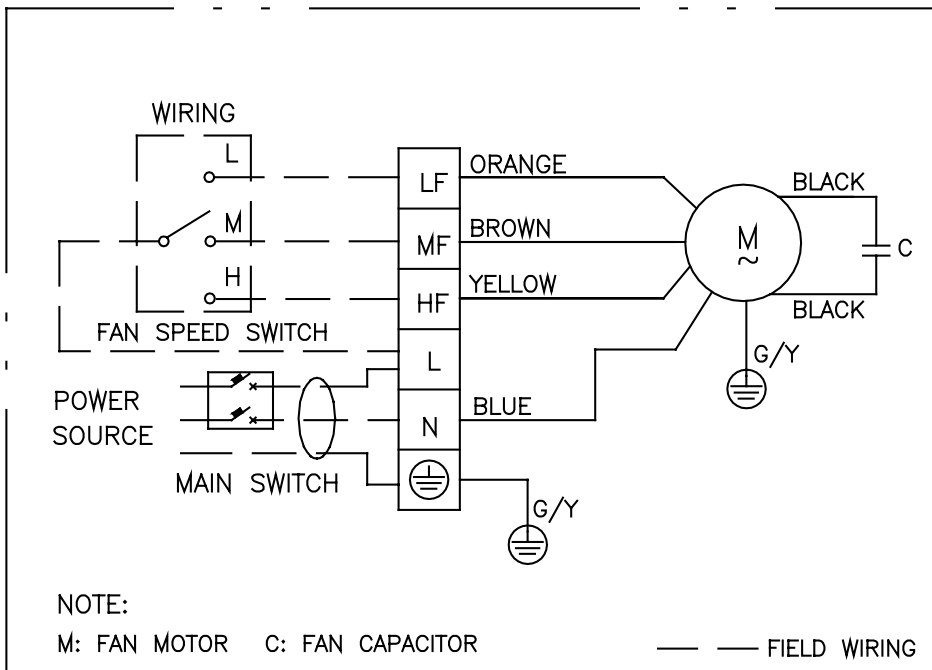 WIRING
L
M
H
FAN SPEED SWITCH
POWER
SOURCE
MAIN SWITCH
LF
MF
HF
L
N
ORANGE
BROWN
YELLOW
BLUE
G/Y
M
~
BLACK
C
BLACK
G/Y
NOTE:
M: FAN MOTOR C: FAN CAPACITOR
FIELD WIRING